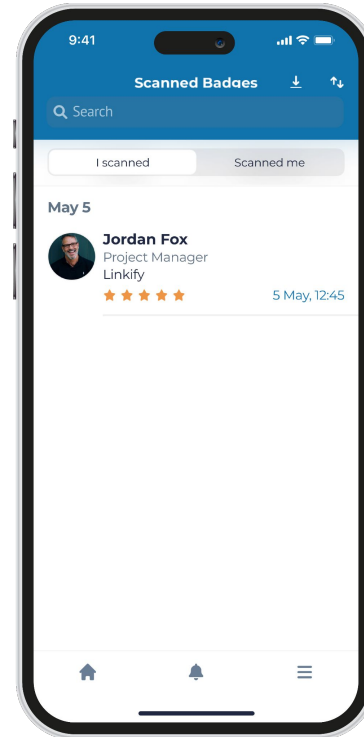 9:41
Scanned Badges
Search
I scanned
Scanned me
May 5
Jordan Fox
Project Manager
Linkify
5 May, 12:45